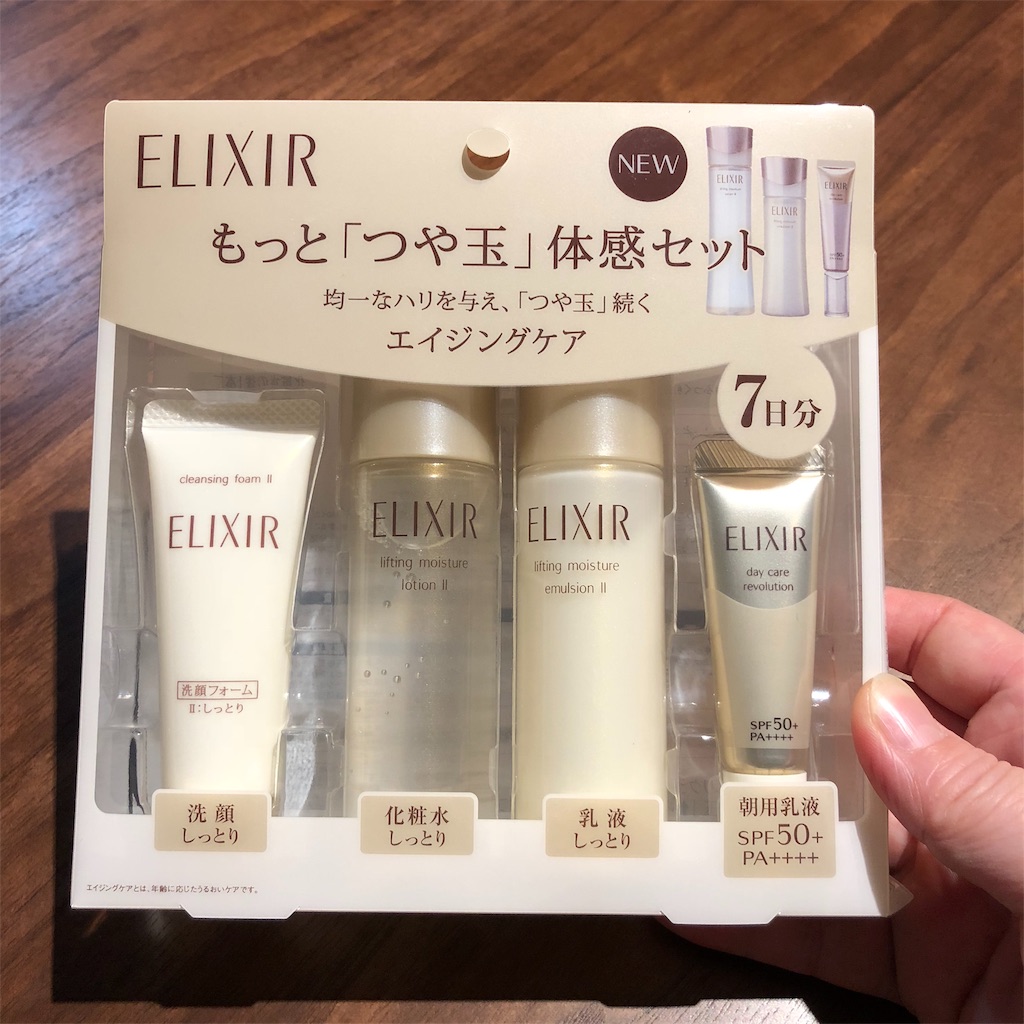 ELIXIR
NEW
ELIXIR
ELIXIR
ELIXIR
もっと「つや玉」体感セット
均一なハリを与え、「つや玉」続く
エイジングケア
7日分
cleansing foam II
ELIXIR
洗顔フォーム
II:しっとり
ELIXIR
lifting moisture
lotion II
ELIXIR
lifting moisture
emulsion II
ELIXIR
day care
revolution
SPF50+
PA++++
洗顔
しっとり
化粧水
しっとり
乳液
しっとり
朝用乳液
SPF50+
PA++++
エイジングケアとは、年齢に応じたうるおいケアです。